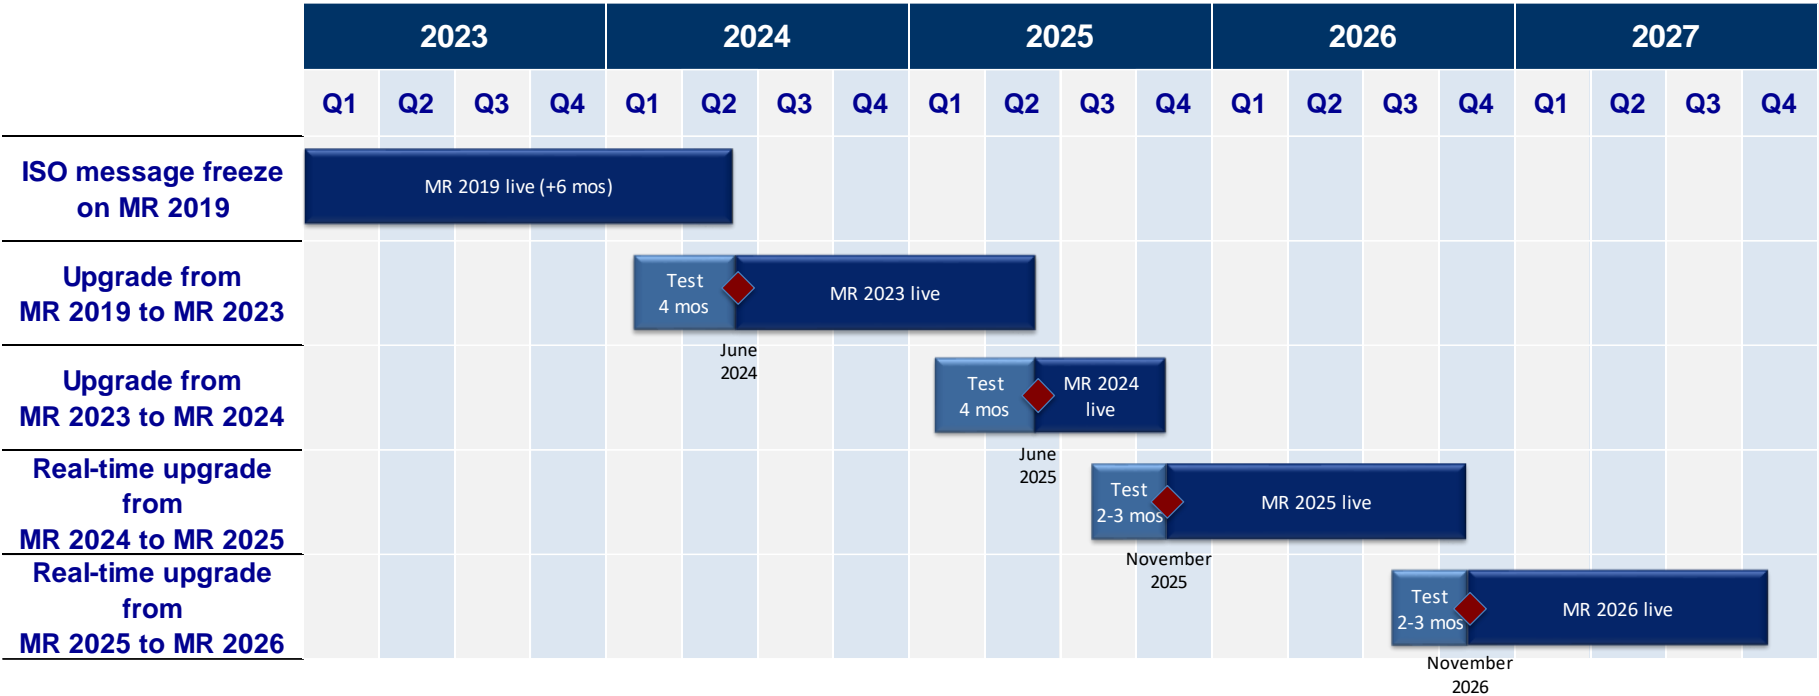 2023 2024 2025 2026 2027
Q1 Q2 Q3 Q4 Q1 Q2 Q3 Q4 Q1 Q2 Q3 Q4 Q1 Q2 Q3 Q4 Q1 Q2 Q3 Q4
ISO message freeze
on MR 2019
MR 2019 live (+6 mos)
Upgrade from
MR 2019 to MR 2023
Test
4 mos
MR 2023 live
June
2024
Upgrade from
MR 2023 to MR 2024
Test
4 mos
MR 2024
live
June
2025
Real-time upgrade
from
MR 2024 to MR 2025
Test
2-3 mos
MR 2025 live
November
2025
Real-time upgrade
from
MR 2025 to MR 2026
Test
2-3 mos
MR 2026 live
November
2026